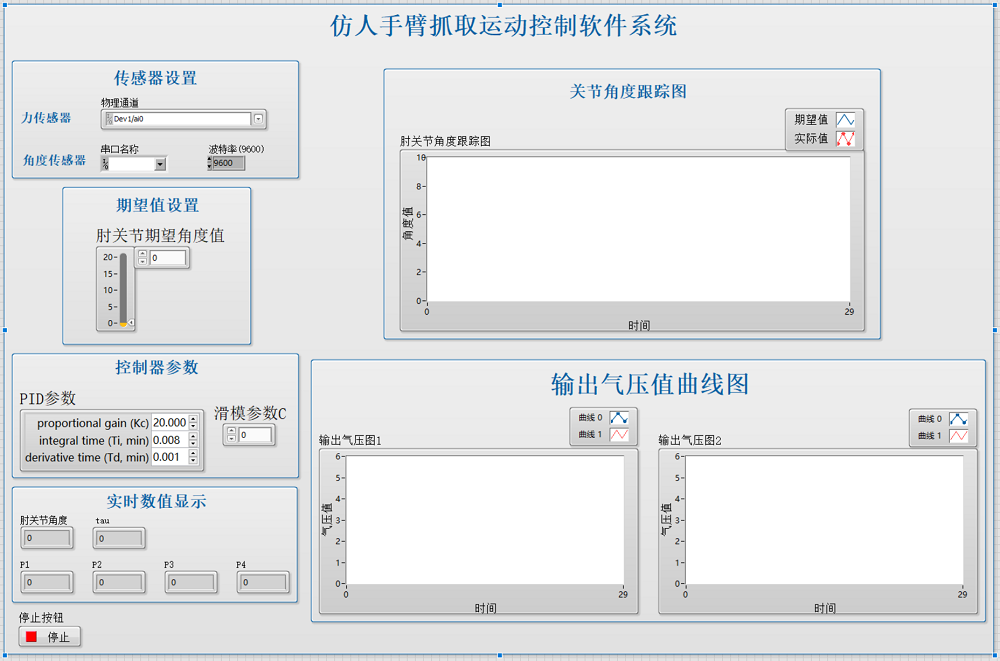 仿人手臂抓取运动控制软件系统
传感器设置
物理通道
力传感器
Dev1/ai0
串口名称
波特率(9600)
角度传感器
9600
期望值设置
肘关节期望角度值
0
20
15
10
5
0
控制器参数
PID参数
proportional gain (Kc) 20.000
integral time (Ti, min) 0.008
derivative time (Td, min) 0.001
滑模参数C
0
实时数值显示
肘关节角度
tau
0
0
P1
P2
P3
P4
0
0
0
0
停止按钮
停止
关节角度跟踪图
期望值
实际值
肘关节角度跟踪图
角度值
10
8
6
4
2
0
0
29
时间
输出气压值曲线图
曲线 0
曲线 1
输出气压图1
气压值
6
5
4
3
2
1
0
0
29
时间
曲线 0
曲线 1
输出气压图2
气压值
6
5
4
3
2
1
0
0
29
时间